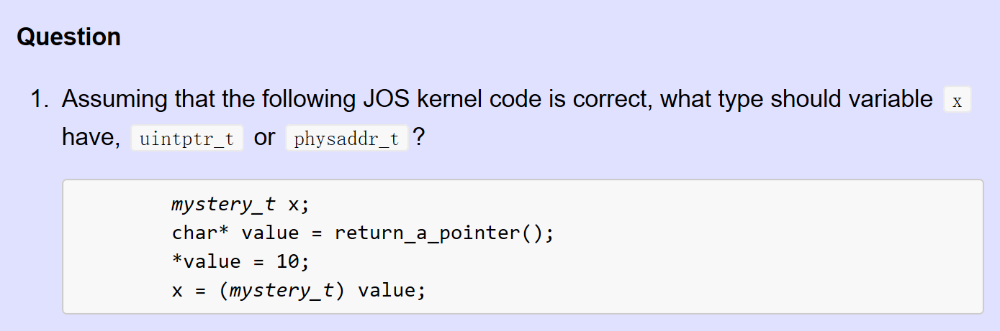 Question
1. Assuming that the following JOS kernel code is correct, what type should variable x
have, uintptr_t or physaddr_t ?
mystery_t x;
char* value = return_a_pointer();
*value = 10;
x = (mystery_t) value;